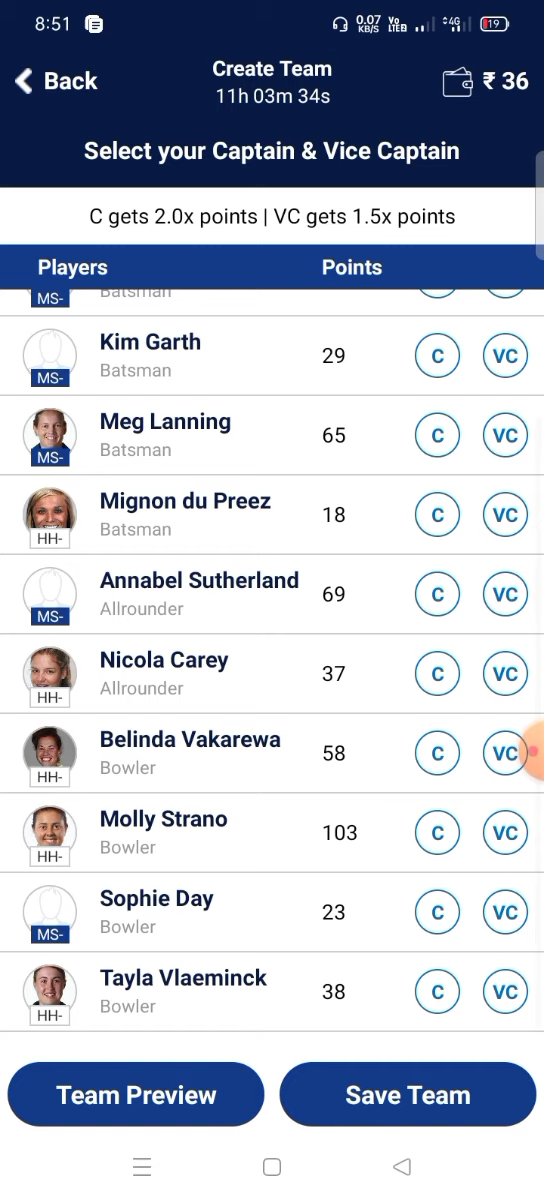 8:51
0.07 KB/S Vo LTEB 4G 19
Back
Create Team
11h 03m 34s
₹ 36
Select your Captain & Vice Captain
C gets 2.0x points | VC gets 1.5x points
Players Points
MS- Batsman
Kim Garth
Batsman
MS-
29 C VC
Meg Lanning
Batsman
MS-
65 C VC
Mignon du Preez
Batsman
HH-
18 C VC
Annabel Sutherland
Allrounder
MS-
69 C VC
Nicola Carey
Allrounder
HH-
37 C VC
Belinda Vakarewa
Bowler
HH-
58 C VC
Molly Strano
Bowler
HH-
103 C VC
Sophie Day
Bowler
MS-
23 C VC
Tayla Vlaeminck
Bowler
HH-
38 C VC
Team Preview Save Team